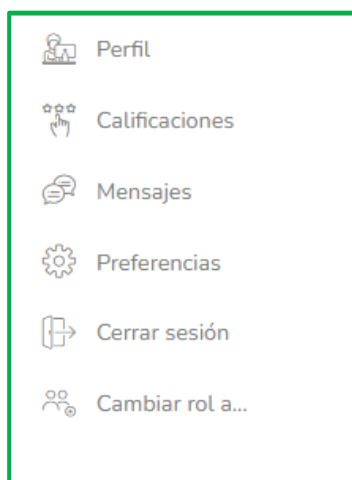 Perfil
Calificaciones
Mensajes
Preferencias
Cerrar sesión
Cambiar rol a...